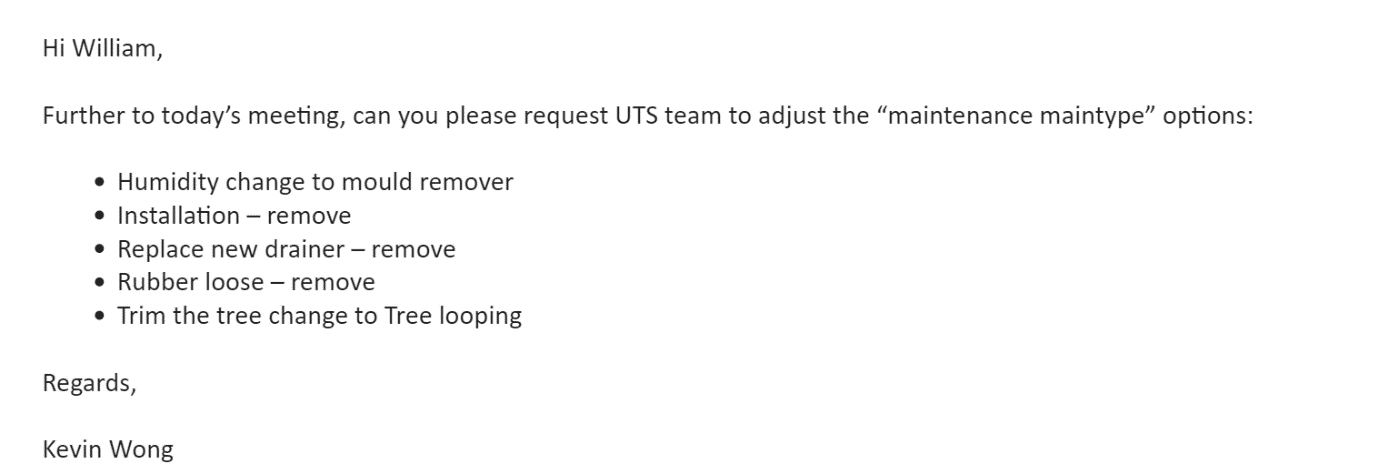 Hi William,
Further to today’s meeting, can you please request UTS team to adjust the “maintenance maintype” options:
• Humidity change to mould remover
• Installation – remove
• Replace new drainer – remove
• Rubber loose – remove
• Trim the tree change to Tree looping
Regards,
Kevin Wong